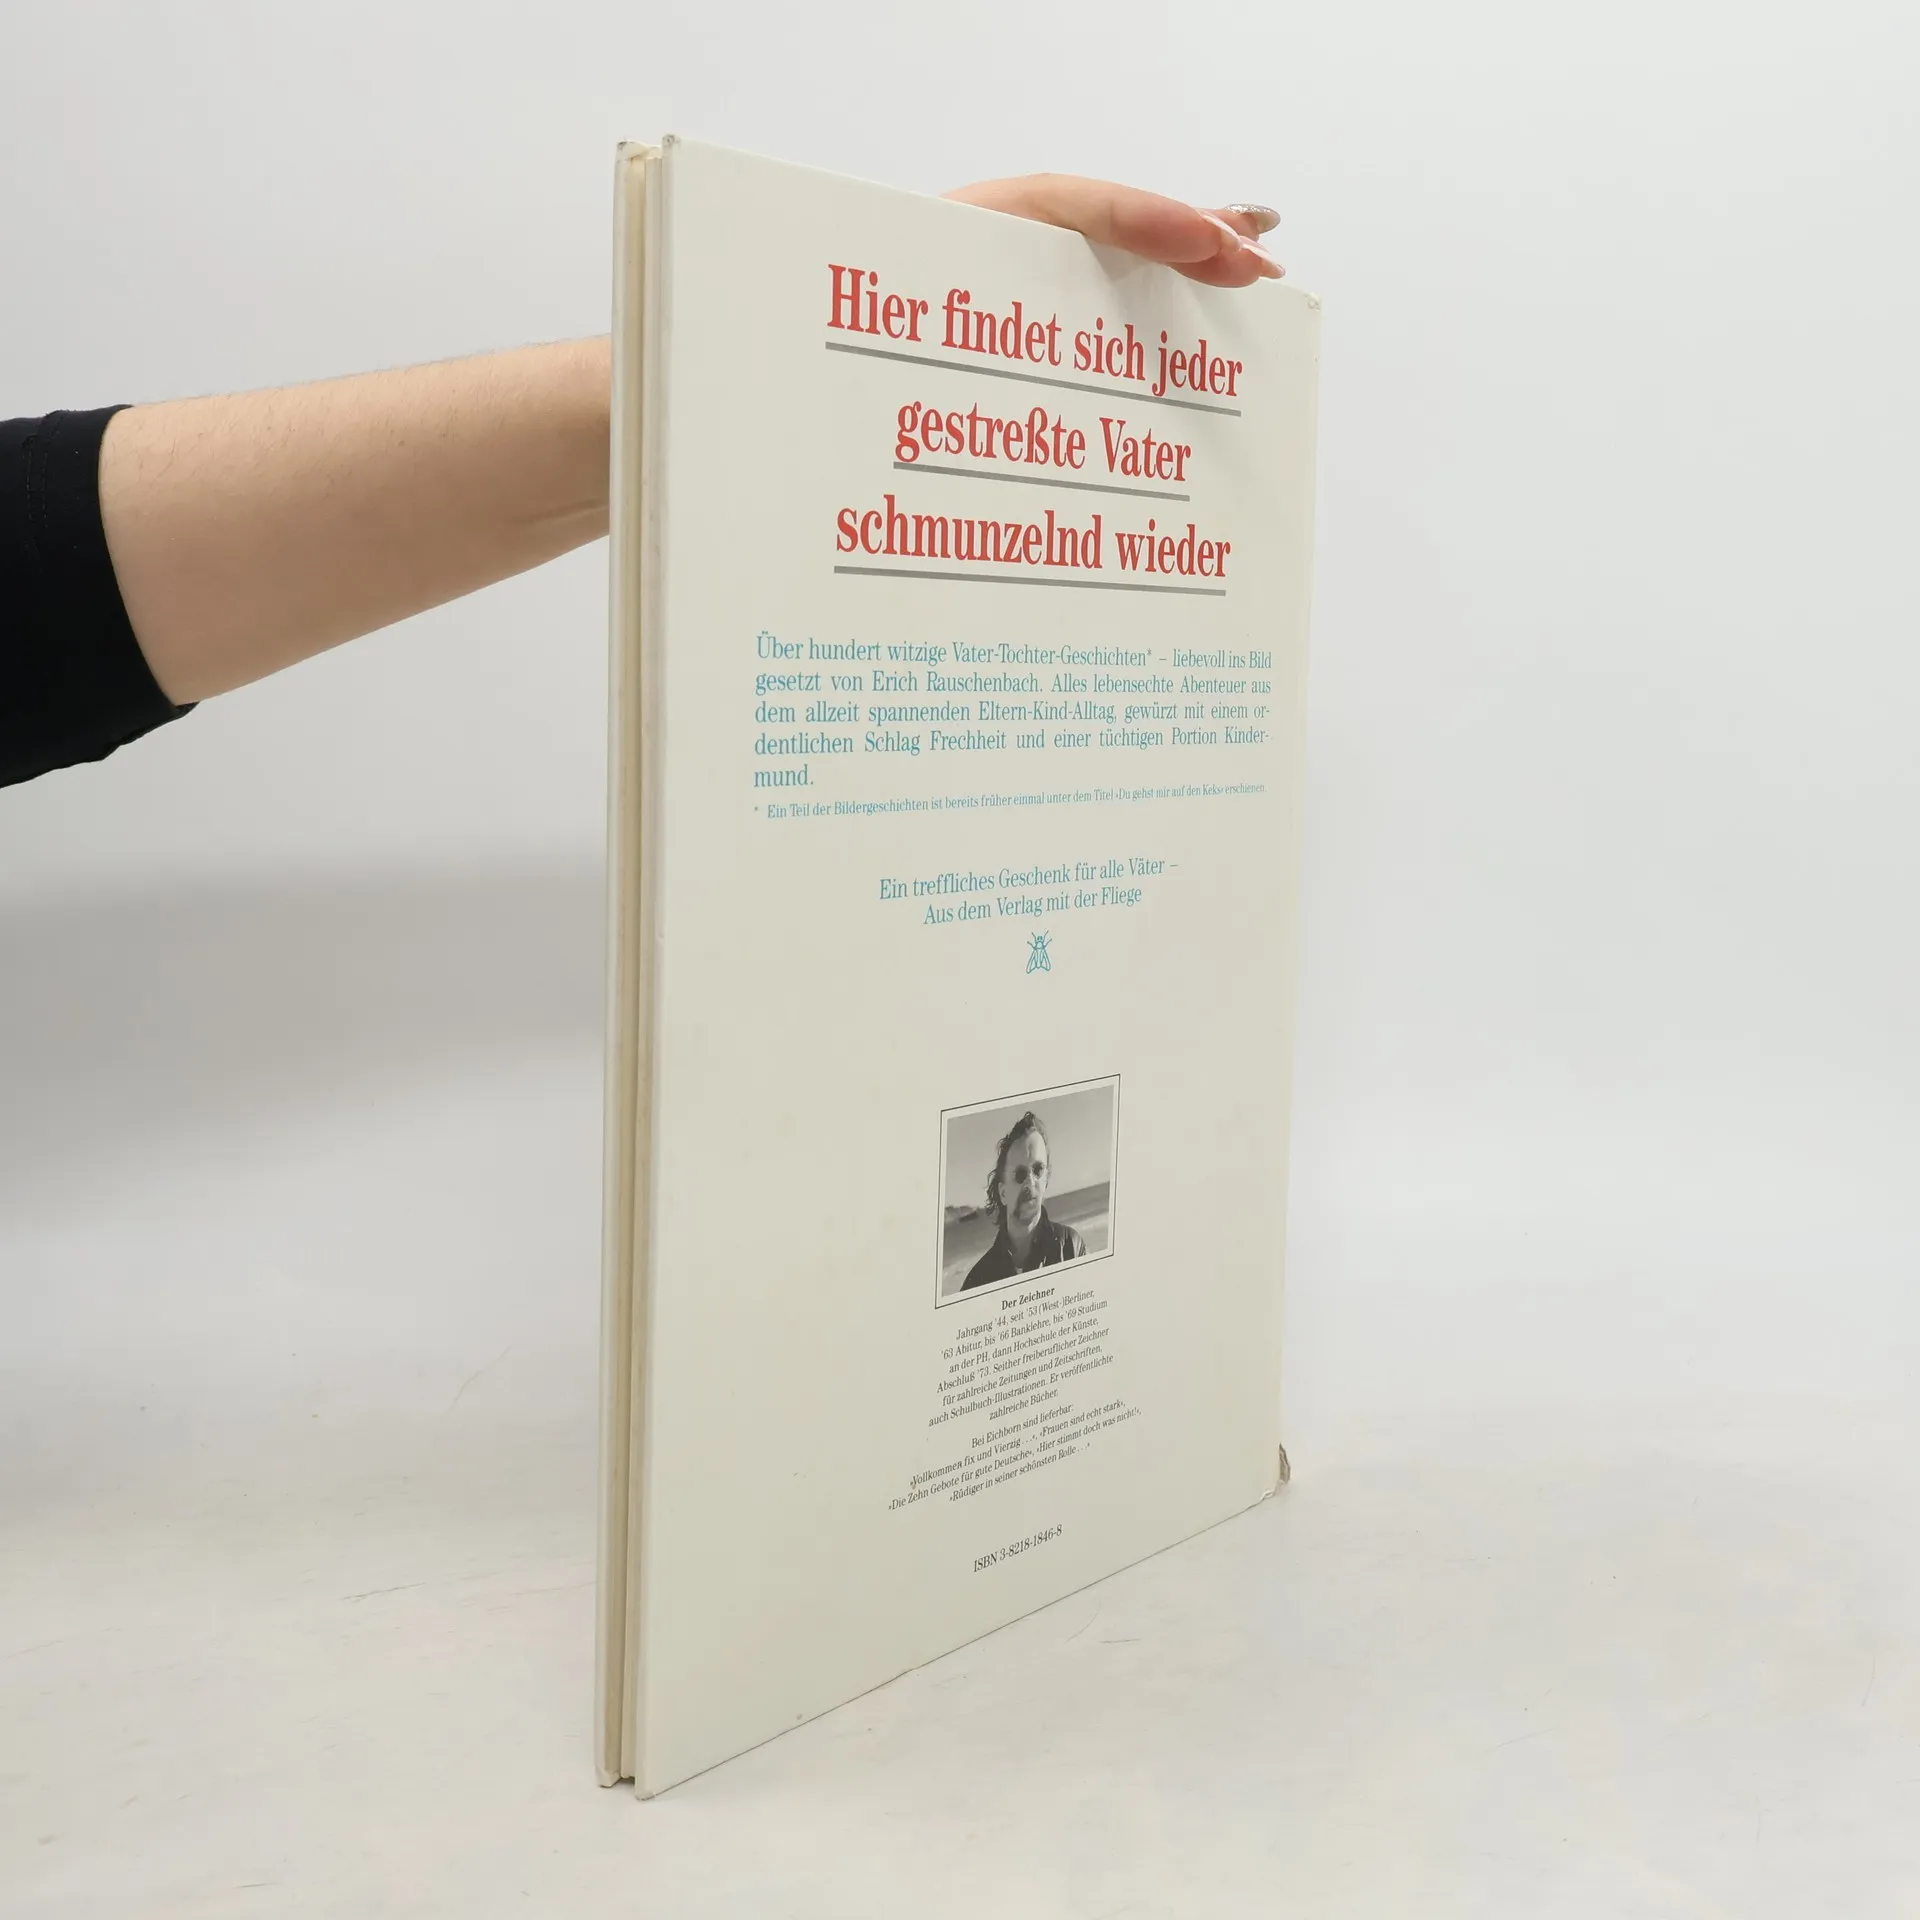 Hier findet sich jeder
gestreßte Vater
schmunzelnd wieder
Über hundert witzige Vater-Tochter-Geschichten* – liebevoll ins Bild
gesetzt von Erich Rauschenbach. Alles lebensechte Abenteuer aus
dem allzeit spannenden Eltern-Kind-Alltag, gewürzt mit einem or-
dentlichen Schlag Frechheit und einer tüchtigen Portion Kinder-
mund.
* Ein Teil der Bildergeschichten ist bereits früher einmal unter dem Titel »Du gehst mir auf den Keks« erschienen.
Ein treffliches Geschenk für alle Väter –
Aus dem Verlag mit der Fliege
Der Zeichner
Jahrgang '44, seit '53 (West-)Berliner,
'63 Abitur, bis '66 Banklehre, bis '69 Studium
an der PH, dann Hochschule der Künste,
Abschluß '73. Seither freiberuflicher Zeichner
für zahlreiche Zeitungen und Zeitschriften,
auch Schulbuch-Illustrationen. Er veröffentlichte
zahlreiche Bücher.
Bei Eichborn sind lieferbar:
»Vollkommen fix und Vierzig . . .«, »Frauen sind echt stark«,
»Die Zehn Gebote für gute Deutsche«, »Hier stimmt doch was nicht!«,
»Rüdiger in seiner schönsten Rolle . . .«
ISBN 3-8218-1846-8